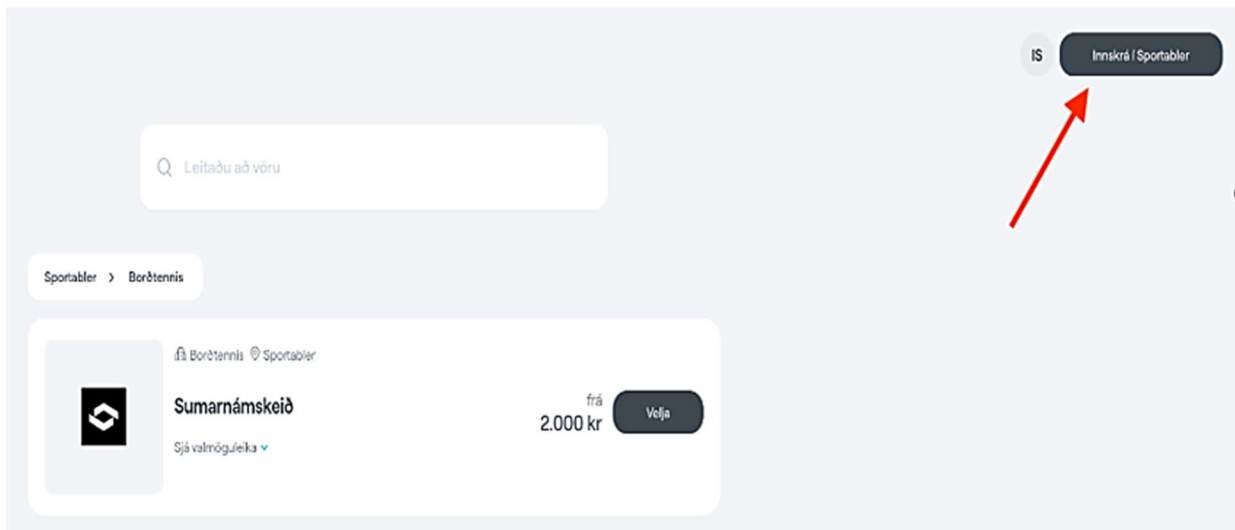 IS
Innskrá í Sportabler
Leitaðu að vöru
Sportabler > Borðtennis
Borðtennis Sportabler
Sumarnámskeið
frá
2.000 kr
Velja
Sjá valmöguleika